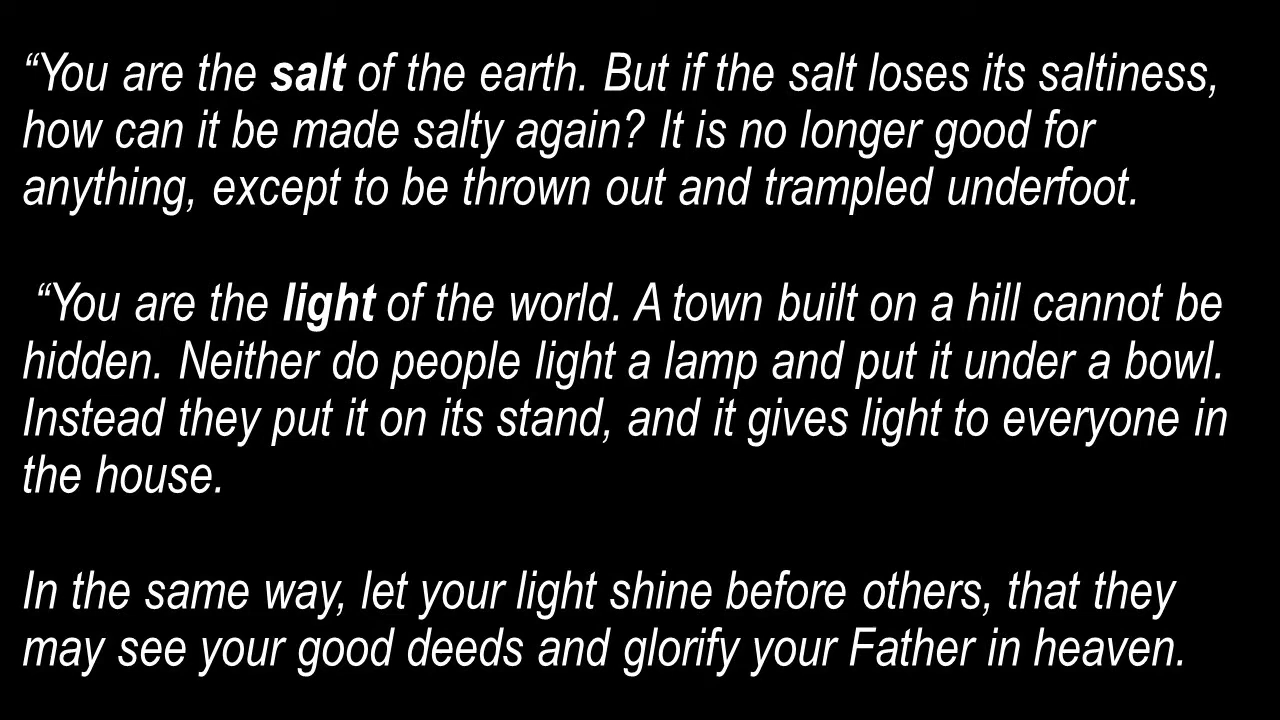 “You are the salt of the earth. But if the salt loses its saltiness,
how can it be made salty again? It is no longer good for
anything, except to be thrown out and trampled underfoot.
“You are the light of the world. A town built on a hill cannot be
hidden. Neither do people light a lamp and put it under a bowl.
Instead they put it on its stand, and it gives light to everyone in
the house.
In the same way, let your light shine before others, that they
may see your good deeds and glorify your Father in heaven.